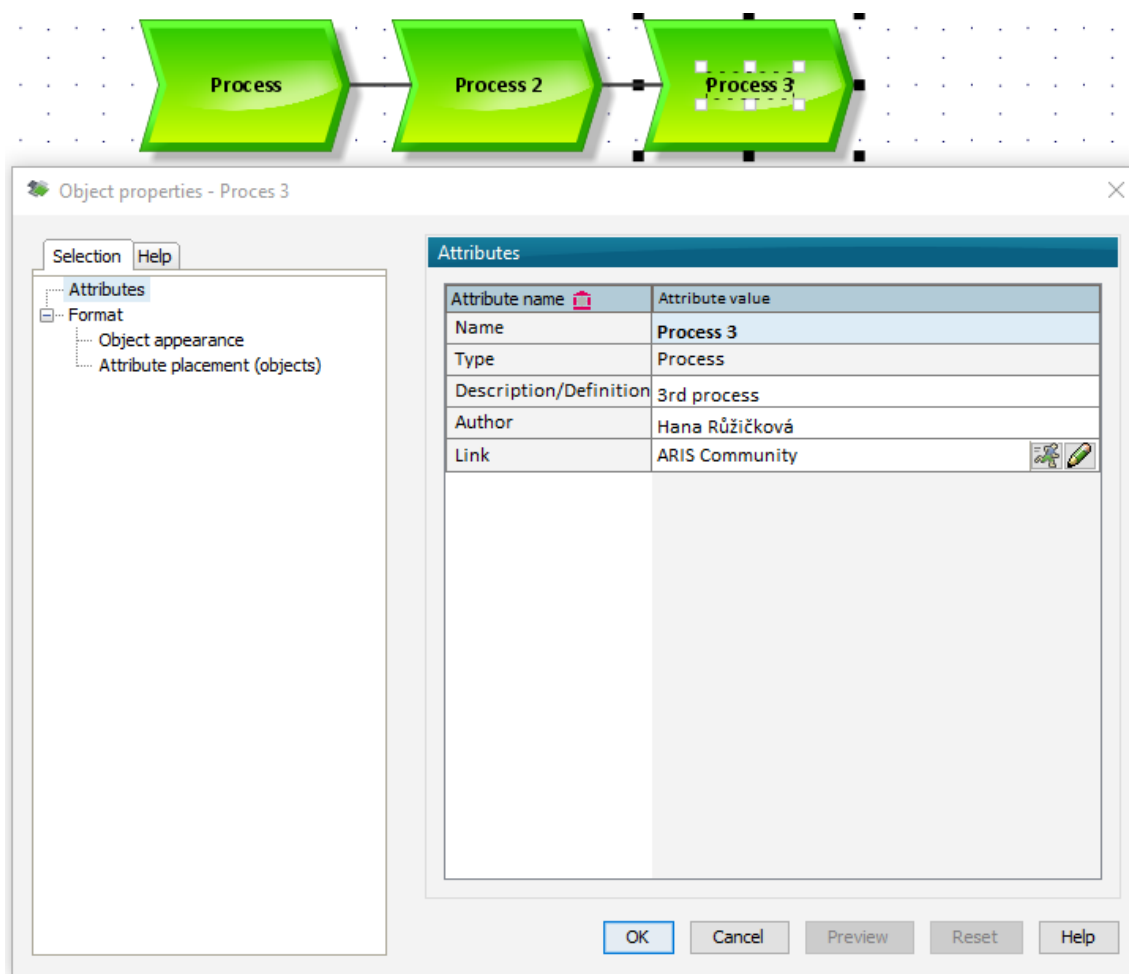 Process Process 2 Process 3
Object properties - Proces 3
Selection Help
Attributes
Format
Object appearance
Attribute placement (objects)
Attributes
Attribute name Attribute value
Name Process 3
Type Process
Description/Definition 3rd process
Author Hana Růžičková
Link ARIS Community
OK Cancel Preview Reset Help